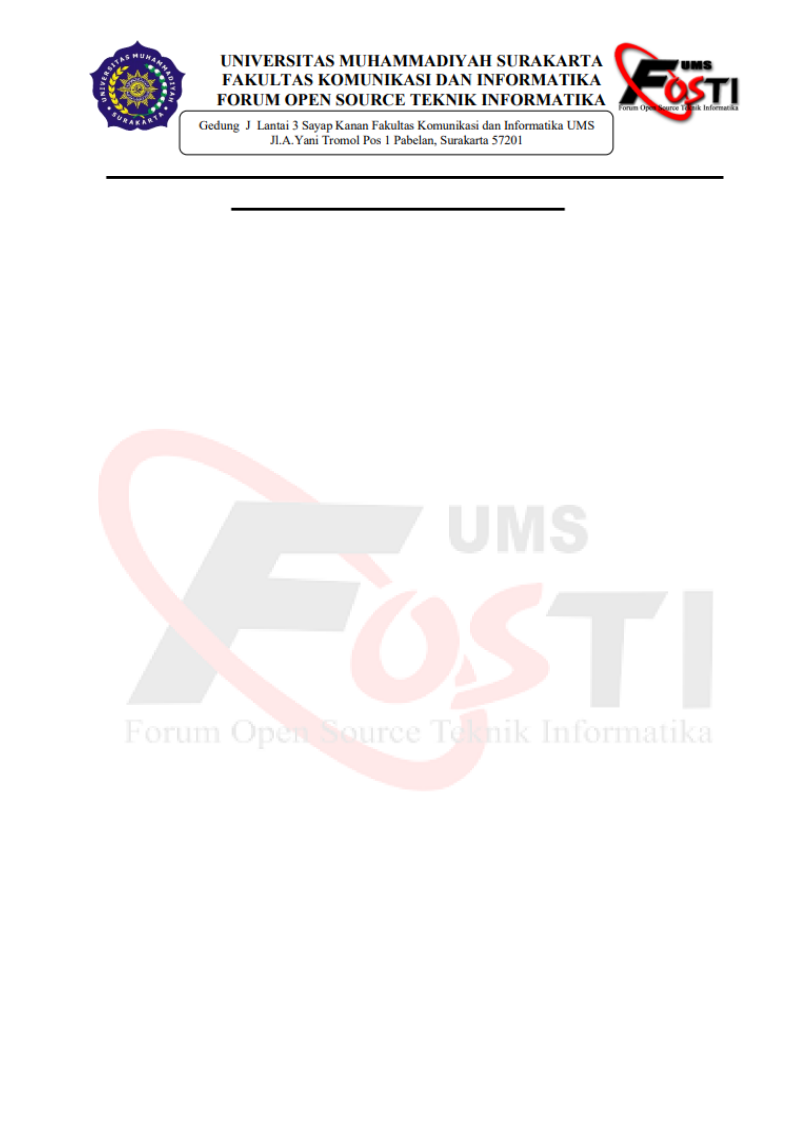 UNIVERSITAS MUHAMMADIYAH SURAKARTA
UNIVERSITAS MUHAMMADIYAH SURAKARTA
FAKULTAS KOMUNIKASI DAN INFORMATIKA
FORUM OPEN SOURCE TEKNIK INFORMATIKA
UMS
FOSTI
Forum Open Source Teknik Informatika
Gedung J Lantai 3 Sayap Kanan Fakultas Komunikasi dan Informatika UMS
Jl.A.Yani Tromol Pos 1 Pabelan, Surakarta 57201
UMS
FOSTI
Forum Open Source Teknik Informatika